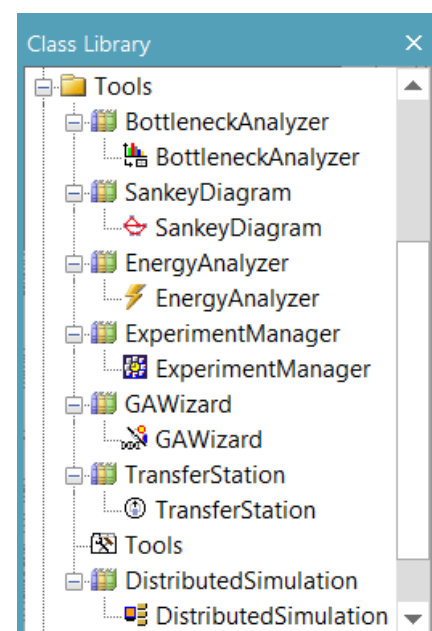 Class Library
Tools
BottleneckAnalyzer
BottleneckAnalyzer
SankeyDiagram
SankeyDiagram
EnergyAnalyzer
EnergyAnalyzer
ExperimentManager
ExperimentManager
GAWizard
GAWizard
TransferStation
TransferStation
Tools
DistributedSimulation
DistributedSimulation